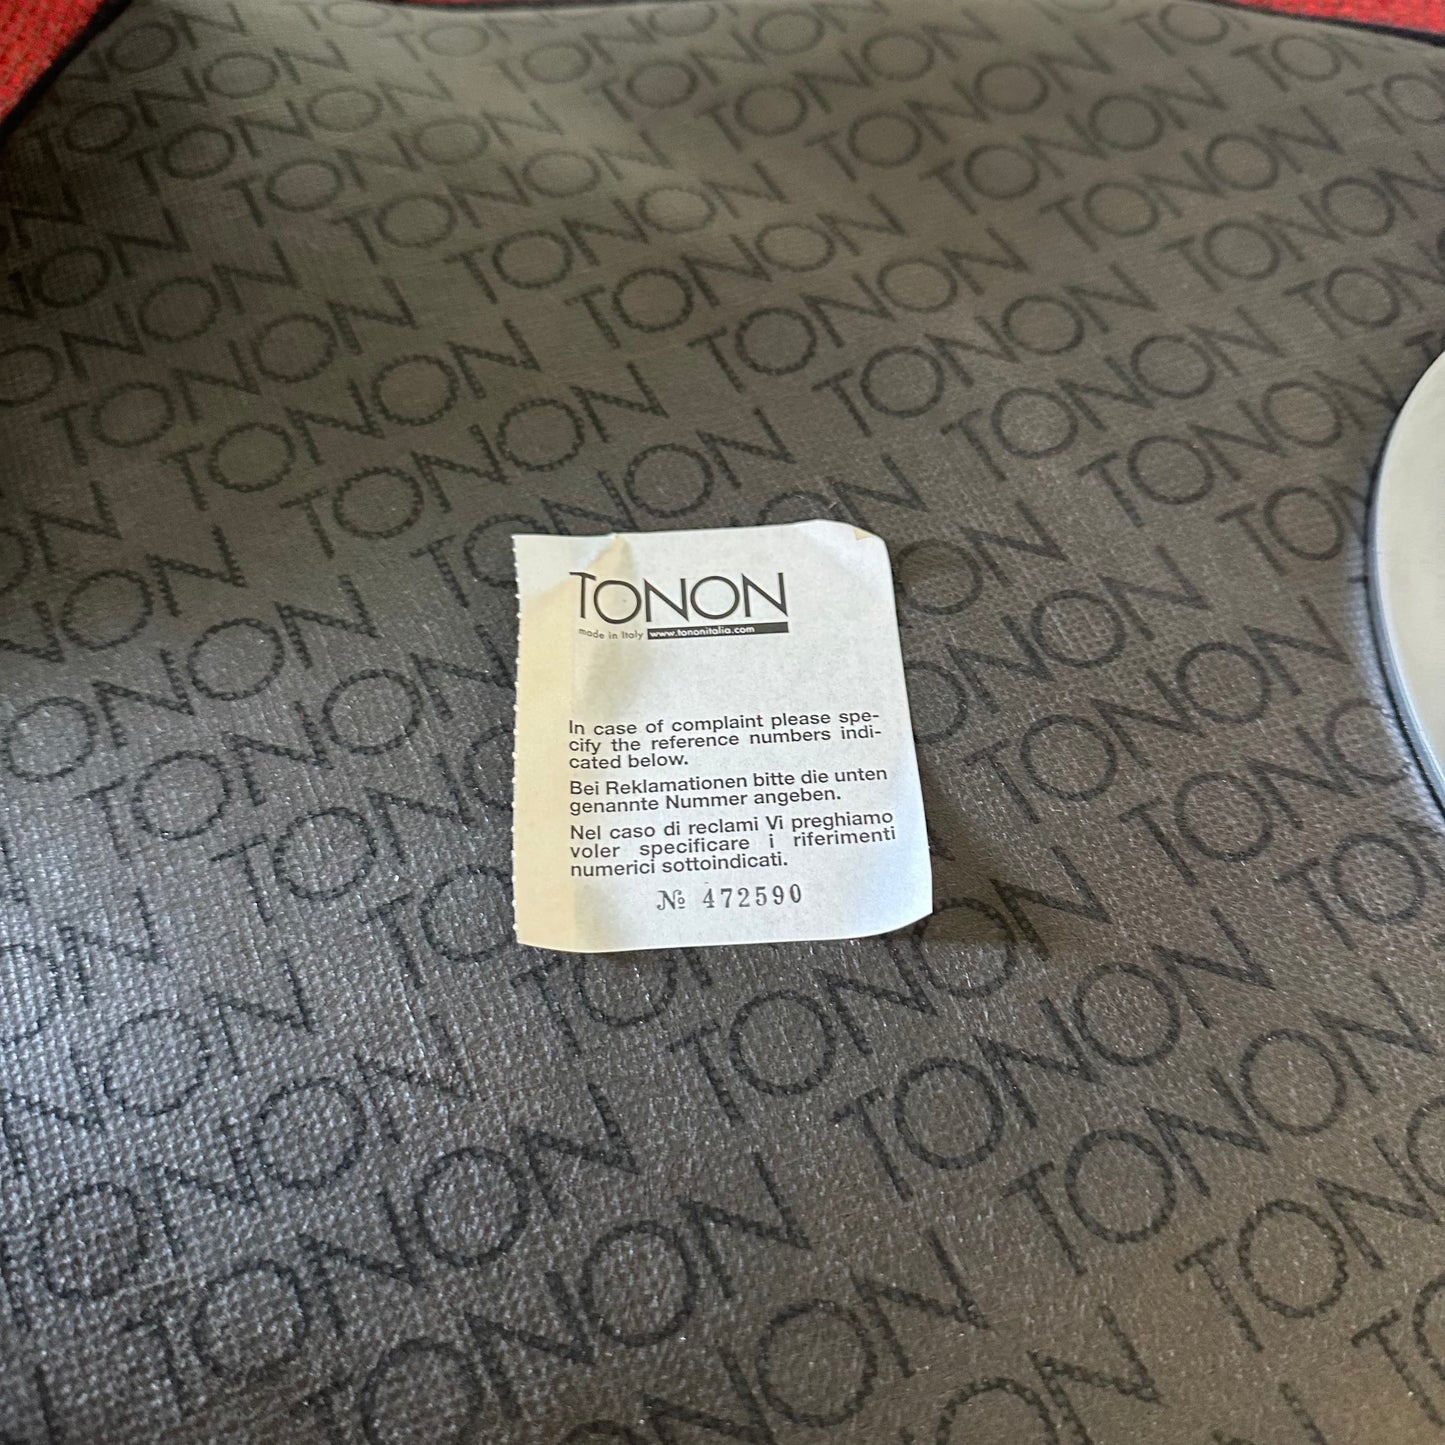 TONON
made in Italy www.tononitalia.com
In case of complaint please spe-
cify the reference numbers indi-
cated below.
Bei Reklamationen bitte die unten
genannte Nummer angeben.
Nel caso di reclami Vi preghiamo
voler specificare i riferimenti
numerici sottoindicati.
№ 472590